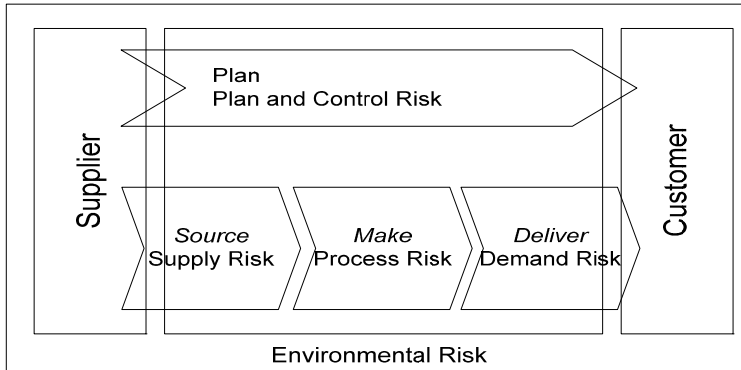 Supplier
Plan
Plan and Control Risk
Source
Supply Risk
Make
Process Risk
Deliver
Demand Risk
Customer
Environmental Risk